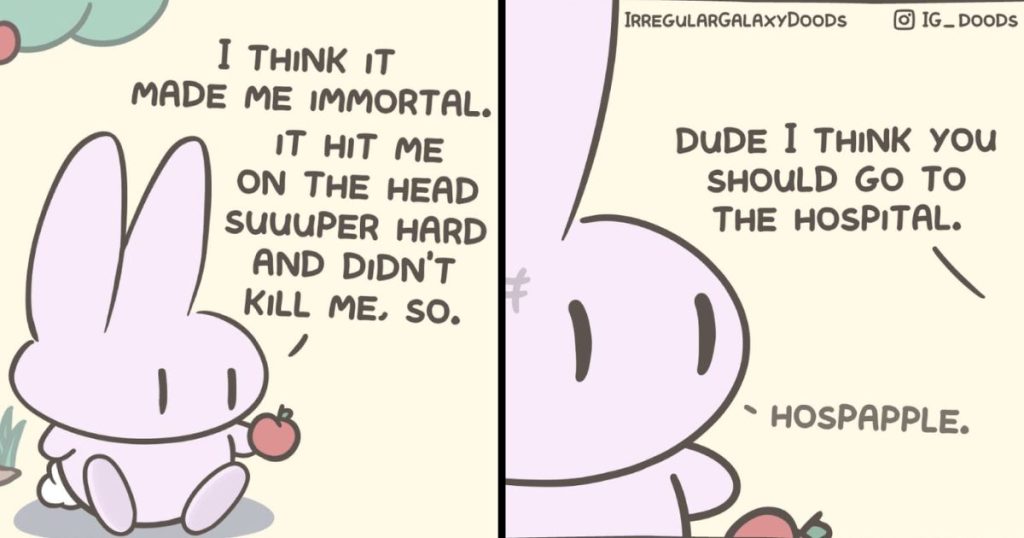 I THINK IT
MADE ME IMMORTAL.
IT HIT ME
ON THE HEAD
SUUUPER HARD
AND DIDN'T
KILL ME, SO.
IRREGULARGALAXYDOODS IG_DOODS
DUDE I THINK YOU
SHOULD GO TO
THE HOSPITAL.
HOSPAPPLE.